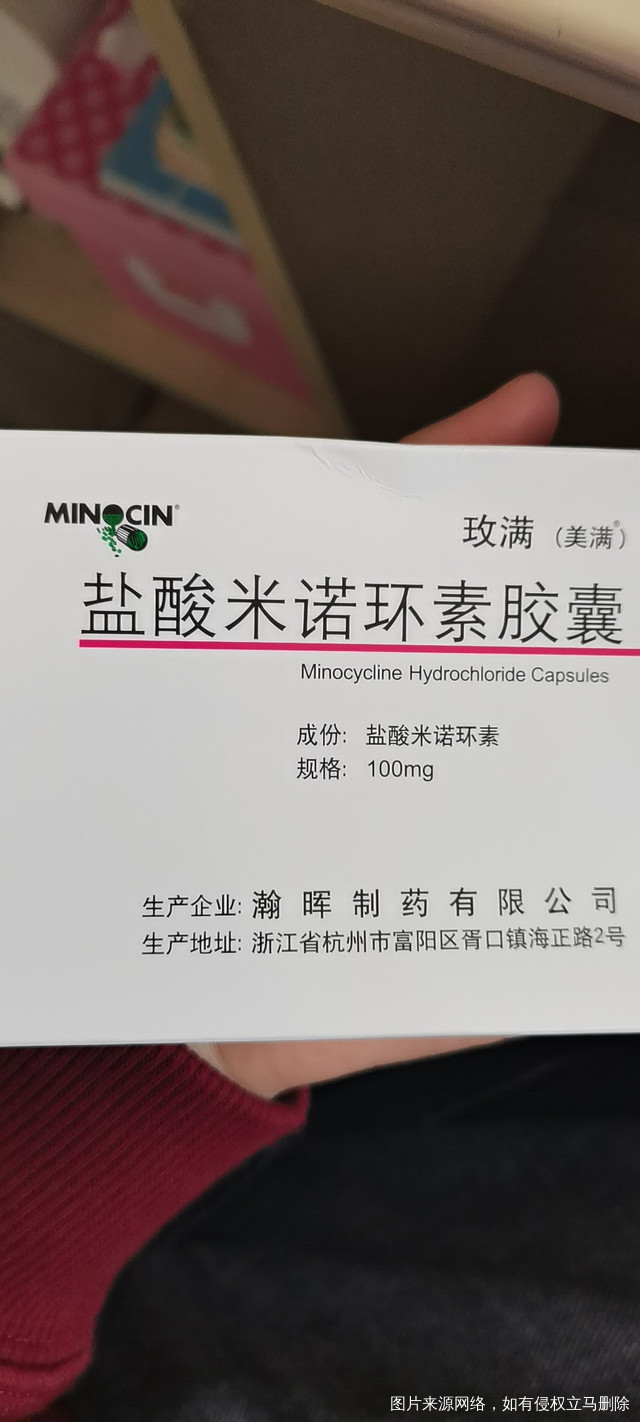 MINOCIN®
玫满（美满®）
盐酸米诺环素胶囊
Minocycline Hydrochloride Capsules
成份: 盐酸米诺环素
规格: 100mg
生产企业: 瀚晖制药有限公司
生产地址: 浙江省杭州市富阳区胥口镇海正路2号
图片来源网络，如有侵权立马删除